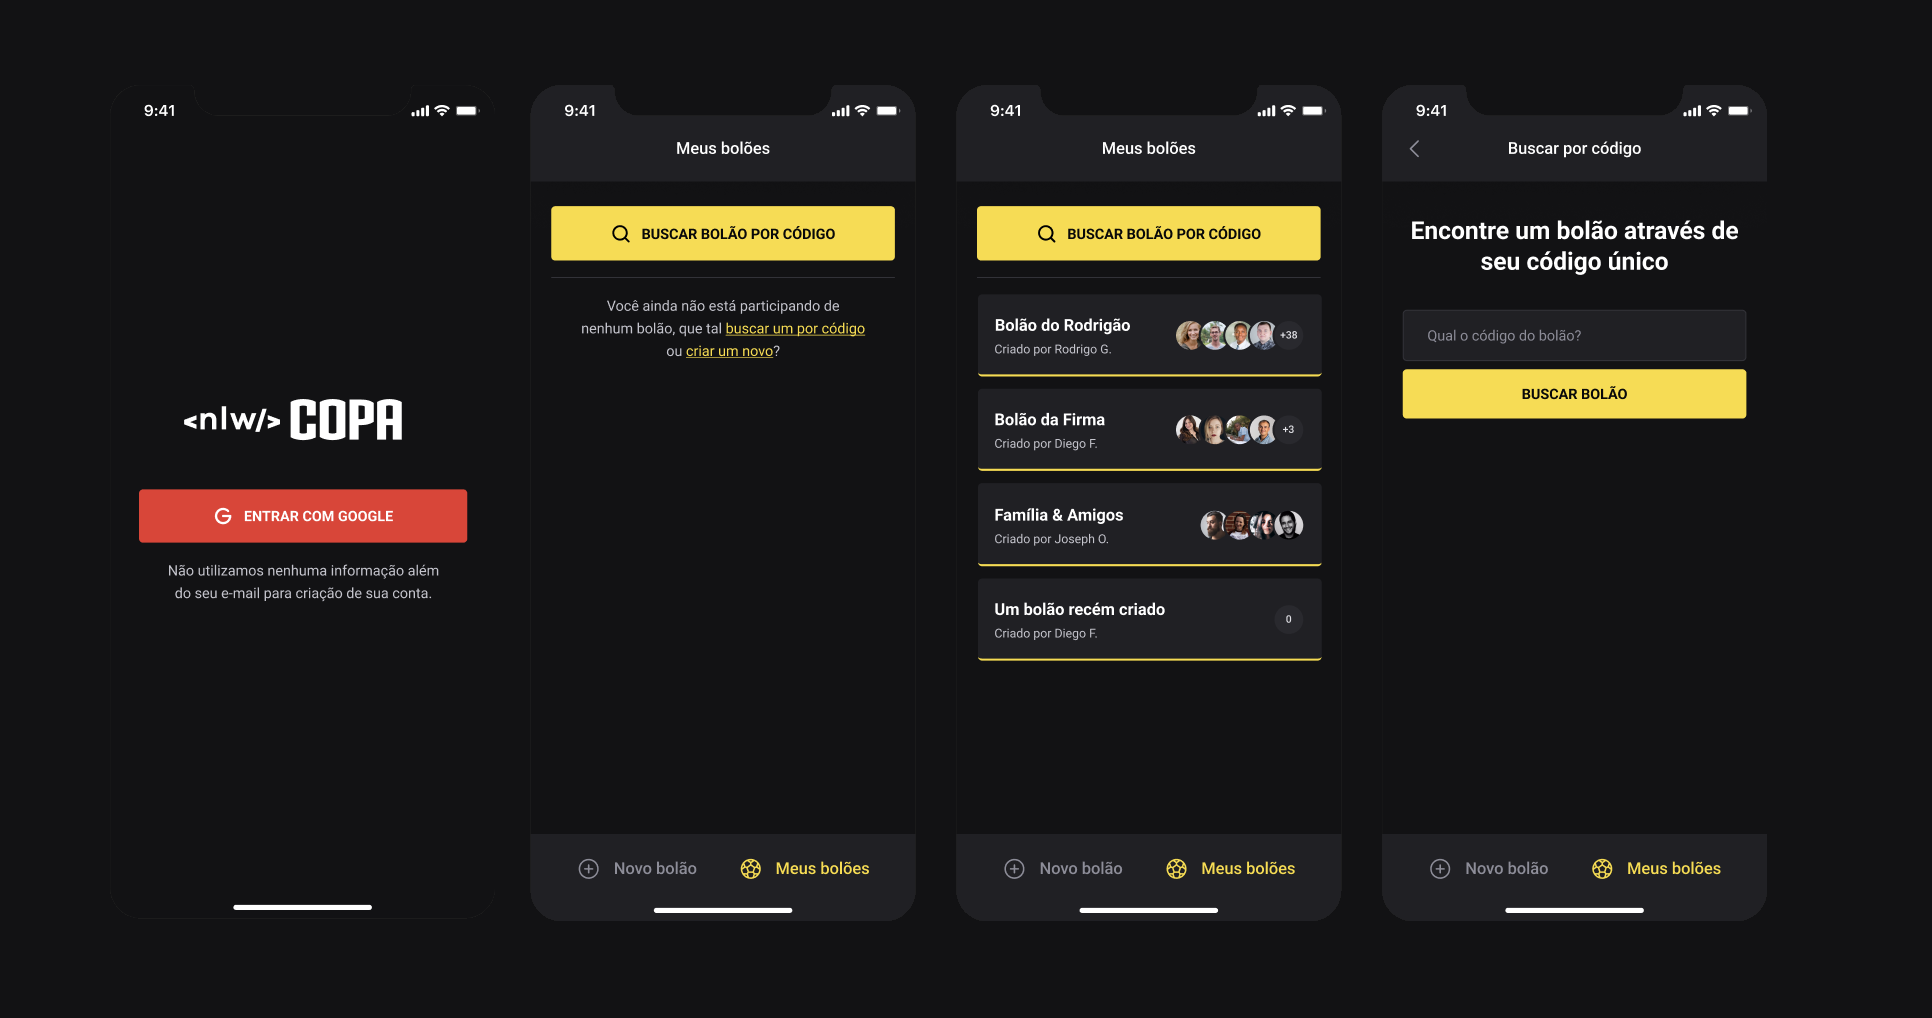 9:41
<nlw/> COPA
ENTRAR COM GOOGLE
Não utilizamos nenhuma informação além
do seu e-mail para criação de sua conta.
9:41
Meus bolões
BUSCAR BOLÃO POR CÓDIGO
Você ainda não está participando de
nenhum bolão, que tal buscar um por código
ou criar um novo?
Novo bolão
Meus bolões
9:41
Meus bolões
BUSCAR BOLÃO POR CÓDIGO
Bolão do Rodrigão
Criado por Rodrigo G.
+38
Bolão da Firma
Criado por Diego F.
+3
Família & Amigos
Criado por Joseph O.
Um bolão recém criado
Criado por Diego F.
0
Novo bolão
Meus bolões
9:41
Buscar por código
Encontre um bolão através de
seu código único
Qual o código do bolão?
BUSCAR BOLÃO
Novo bolão
Meus bolões